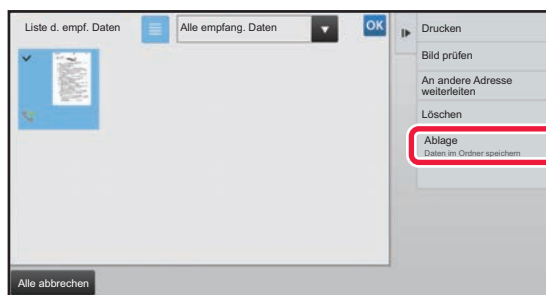 Liste d. empf. Daten
Alle empfang. Daten
OK
Drucken
Bild prüfen
An andere Adresse
weiterleiten
Löschen
Ablage
Daten im Ordner speichern
Alle abbrechen